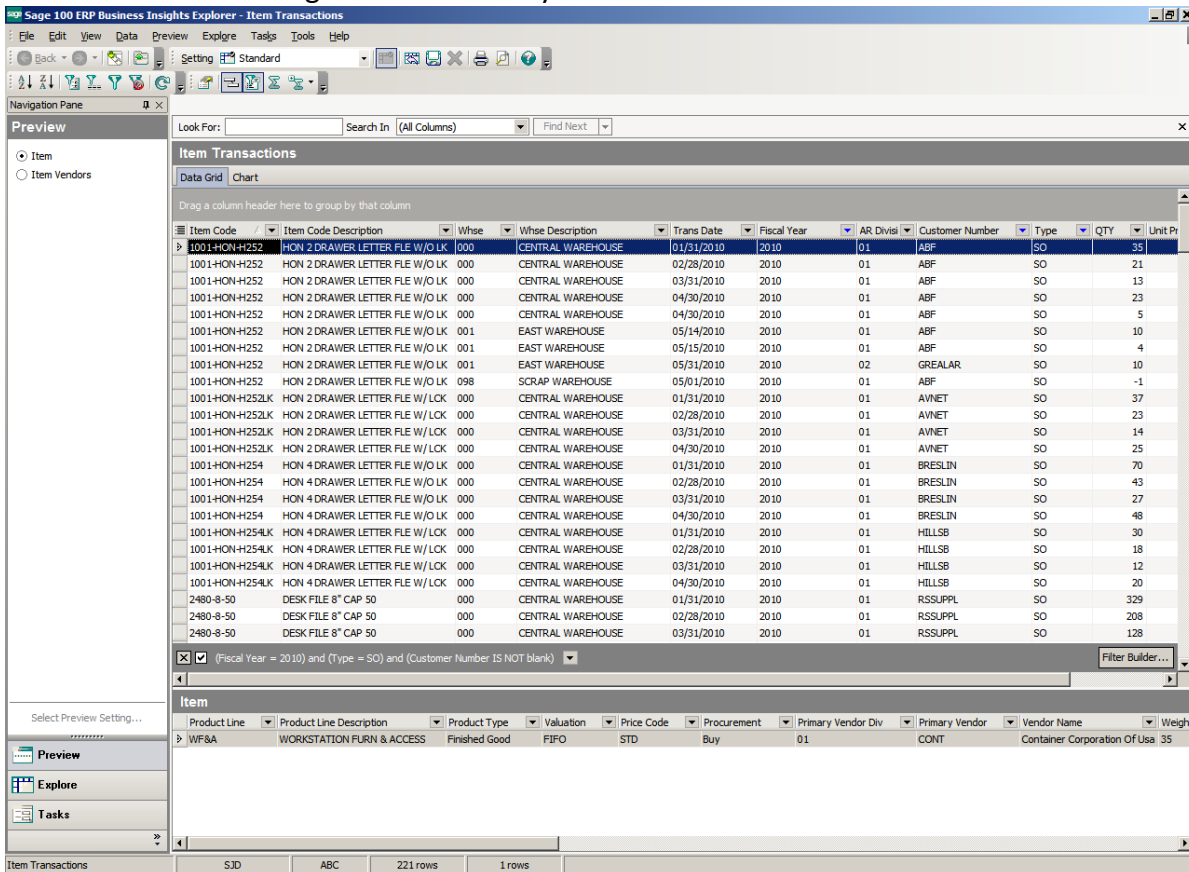 Sage 100 ERP Business Insights Explorer - Item Transactions
File Edit View Data Preview Explore Tasks Tools Help
Back Setting Standard
Navigation Pane
Preview
Look For: Search In (All Columns) Find Next
Item
Item Vendors
Item Transactions
Data Grid Chart
Drag a column header here to group by that column
Item Code Item Code Description Whse Whse Description Trans Date Fiscal Year AR Divisi Customer Number Type QTY Unit Pr
1001-HON-H252 HON 2 DRAWER LETTER FLE W/O LK 000 CENTRAL WAREHOUSE 01/31/2010 2010 01 ABF SO 35
1001-HON-H252 HON 2 DRAWER LETTER FLE W/O LK 000 CENTRAL WAREHOUSE 02/28/2010 2010 01 ABF SO 21
1001-HON-H252 HON 2 DRAWER LETTER FLE W/O LK 000 CENTRAL WAREHOUSE 03/31/2010 2010 01 ABF SO 13
1001-HON-H252 HON 2 DRAWER LETTER FLE W/O LK 000 CENTRAL WAREHOUSE 04/30/2010 2010 01 ABF SO 23
1001-HON-H252 HON 2 DRAWER LETTER FLE W/O LK 000 CENTRAL WAREHOUSE 04/30/2010 2010 01 ABF SO 5
1001-HON-H252 HON 2 DRAWER LETTER FLE W/O LK 001 EAST WAREHOUSE 05/14/2010 2010 01 ABF SO 10
1001-HON-H252 HON 2 DRAWER LETTER FLE W/O LK 001 EAST WAREHOUSE 05/15/2010 2010 01 ABF SO 4
1001-HON-H252 HON 2 DRAWER LETTER FLE W/O LK 001 EAST WAREHOUSE 05/31/2010 2010 02 GREALAR SO 10
1001-HON-H252 HON 2 DRAWER LETTER FLE W/O LK 098 SCRAP WAREHOUSE 05/01/2010 2010 01 ABF SO -1
1001-HON-H252LK HON 2 DRAWER LETTER FLE W/ LCK 000 CENTRAL WAREHOUSE 01/31/2010 2010 01 AVNET SO 37
1001-HON-H252LK HON 2 DRAWER LETTER FLE W/ LCK 000 CENTRAL WAREHOUSE 02/28/2010 2010 01 AVNET SO 23
1001-HON-H252LK HON 2 DRAWER LETTER FLE W/ LCK 000 CENTRAL WAREHOUSE 03/31/2010 2010 01 AVNET SO 14
1001-HON-H252LK HON 2 DRAWER LETTER FLE W/ LCK 000 CENTRAL WAREHOUSE 04/30/2010 2010 01 AVNET SO 25
1001-HON-H254 HON 4 DRAWER LETTER FLE W/O LK 000 CENTRAL WAREHOUSE 01/31/2010 2010 01 BRESLIN SO 70
1001-HON-H254 HON 4 DRAWER LETTER FLE W/O LK 000 CENTRAL WAREHOUSE 02/28/2010 2010 01 BRESLIN SO 43
1001-HON-H254 HON 4 DRAWER LETTER FLE W/O LK 000 CENTRAL WAREHOUSE 03/31/2010 2010 01 BRESLIN SO 27
1001-HON-H254 HON 4 DRAWER LETTER FLE W/O LK 000 CENTRAL WAREHOUSE 04/30/2010 2010 01 BRESLIN SO 48
1001-HON-H254LK HON 4 DRAWER LETTER FLE W/ LCK 000 CENTRAL WAREHOUSE 01/31/2010 2010 01 HILLSB SO 30
1001-HON-H254LK HON 4 DRAWER LETTER FLE W/ LCK 000 CENTRAL WAREHOUSE 02/28/2010 2010 01 HILLSB SO 18
1001-HON-H254LK HON 4 DRAWER LETTER FLE W/ LCK 000 CENTRAL WAREHOUSE 03/31/2010 2010 01 HILLSB SO 12
1001-HON-H254LK HON 4 DRAWER LETTER FLE W/ LCK 000 CENTRAL WAREHOUSE 04/30/2010 2010 01 HILLSB SO 20
2480-8-50 DESK FILE 8" CAP 50 000 CENTRAL WAREHOUSE 01/31/2010 2010 01 RSSUPPL SO 329
2480-8-50 DESK FILE 8" CAP 50 000 CENTRAL WAREHOUSE 02/28/2010 2010 01 RSSUPPL SO 208
2480-8-50 DESK FILE 8" CAP 50 000 CENTRAL WAREHOUSE 03/31/2010 2010 01 RSSUPPL SO 128
(Fiscal Year = 2010) and (Type = SO) and (Customer Number IS NOT blank) Filter Builder...
Item
Select Preview Setting...
Product Line Product Line Description Product Type Valuation Price Code Procurement Primary Vendor Div Primary Vendor Vendor Name Weigh
WF&A WORKSTATION FURN & ACCESS Finished Good FIFO STD Buy 01 CONT Container Corporation Of Usa 35
Preview
Explore
Tasks
Item Transactions SJD ABC 221 rows 1 rows